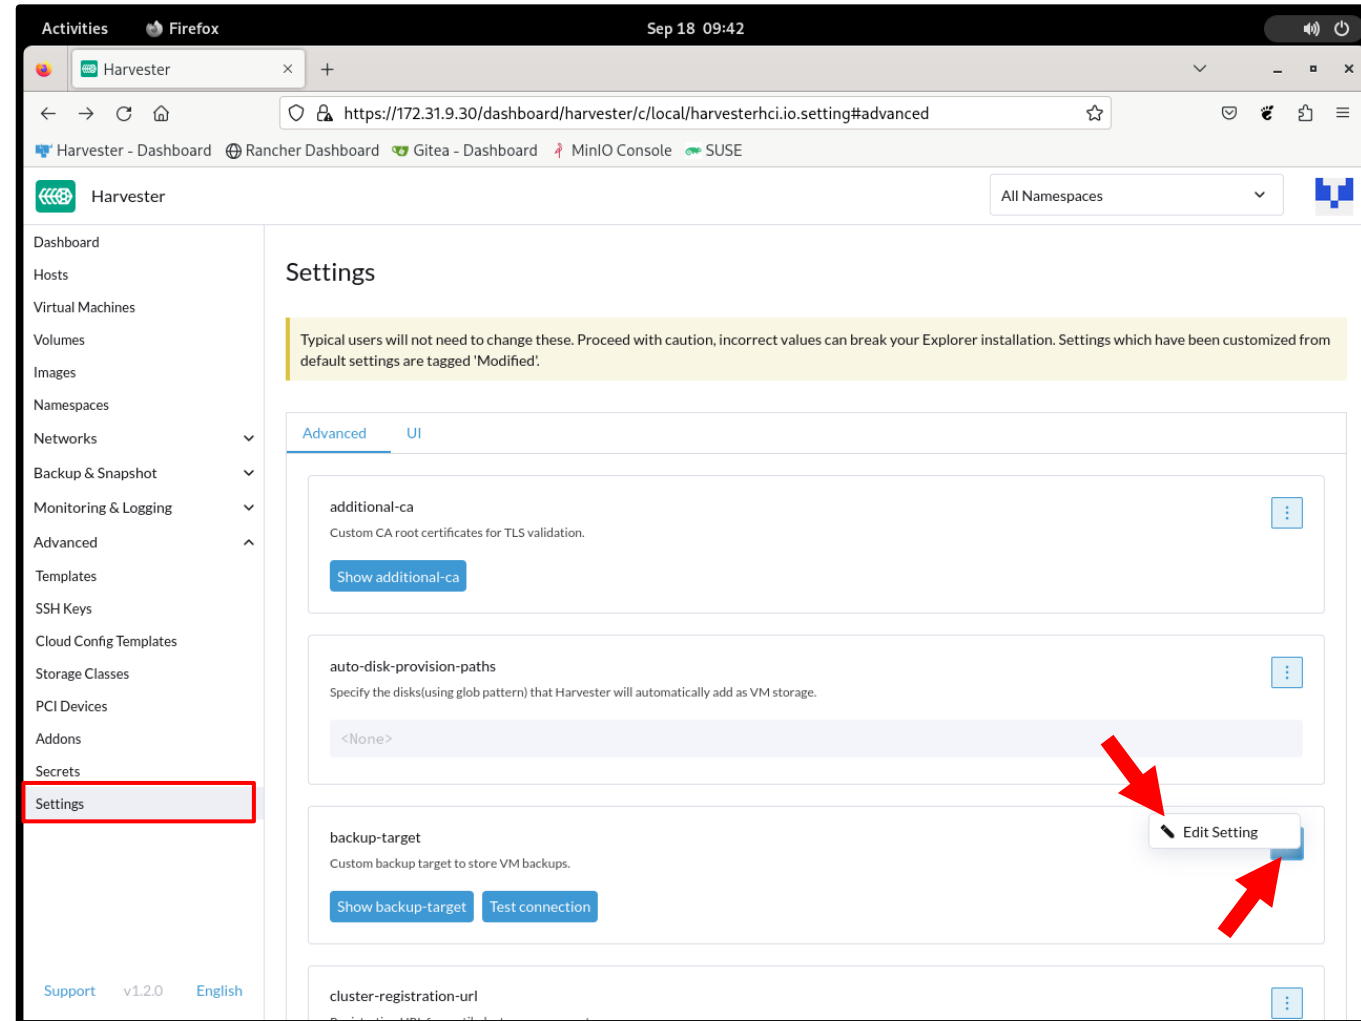 Activities Firefox Sep 18 09:42
Harvester
https://172.31.9.30/dashboard/harvester/c/local/harvesterhci.io.setting#advanced
Harvester - Dashboard Rancher Dashboard Gitea - Dashboard MinIO Console SUSE
Harvester All Namespaces
Dashboard
Hosts
Virtual Machines
Volumes
Images
Namespaces
Networks
Backup & Snapshot
Monitoring & Logging
Advanced
Templates
SSH Keys
Cloud Config Templates
Storage Classes
PCI Devices
Addons
Secrets
Settings
Support v1.2.0 English
Settings
Typical users will not need to change these. Proceed with caution, incorrect values can break your Explorer installation. Settings which have been customized from
default settings are tagged 'Modified'.
Advanced UI
additional-ca
Custom CA root certificates for TLS validation.
Show additional-ca
auto-disk-provision-paths
Specify the disks(using glob pattern) that Harvester will automatically add as VM storage.
<None>
backup-target
Edit Setting
Custom backup target to store VM backups.
Show backup-target Test connection
cluster-registration-url